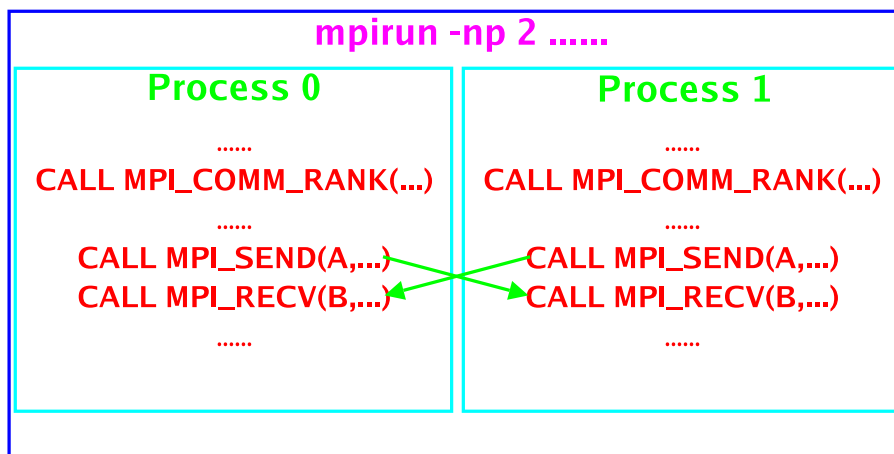 mpirun -np 2 ......
Process 0
......
CALL MPI_COMM_RANK(...)
......
CALL MPI_SEND(A,...)
CALL MPI_RECV(B,...)
......
Process 1
......
CALL MPI_COMM_RANK(...)
......
CALL MPI_SEND(A,...)
CALL MPI_RECV(B,...)
......